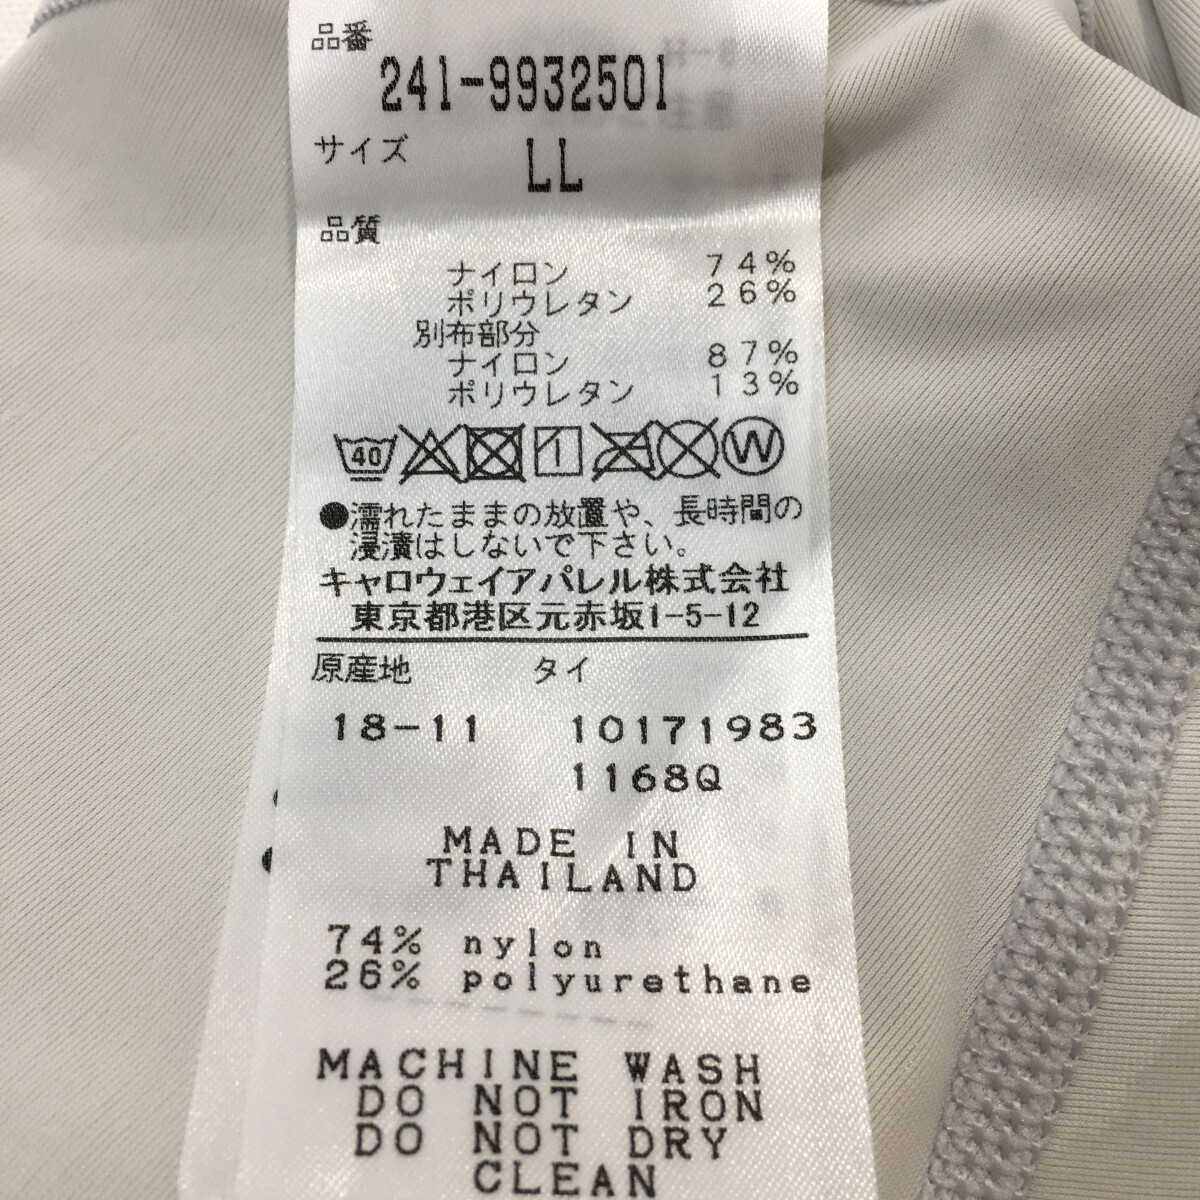 品番
241-9932501
サイズ
LL
品質
ナイロン 74%
ポリウレタン 26%
別布部分
ナイロン 87%
ポリウレタン 13%
40 W
●濡れたままの放置や、長時間の
浸漬はしないで下さい。
キャロウェイアパレル株式会社
東京都港区元赤坂1-5-12
原産地 タイ
18-11 10171983
1168Q
MADE IN
THAILAND
74% nylon
26% polyurethane
MACHINE WASH
DO NOT IRON
DO NOT DRY
CLEAN